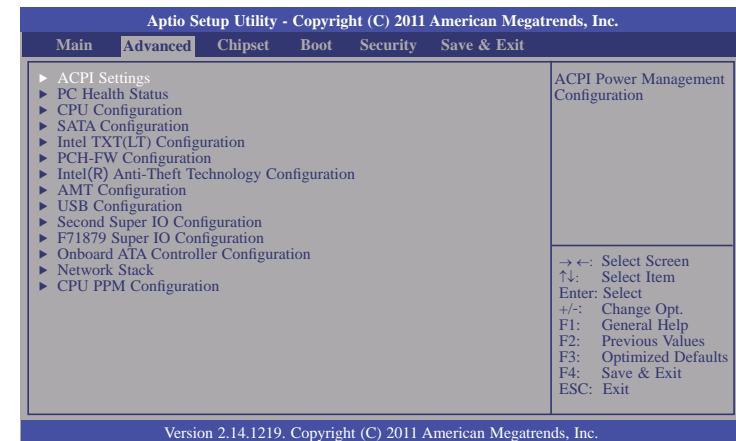 Aptio Setup Utility - Copyright (C) 2011 American Megatrends, Inc.
Main Advanced Chipset Boot Security Save & Exit
► ACPI Settings
► PC Health Status
► CPU Configuration
► SATA Configuration
► Intel TXT(LT) Configuration
► PCH-FW Configuration
► Intel(R) Anti-Theft Technology Configuration
► AMT Configuration
► USB Configuration
► Second Super IO Configuration
► F71879 Super IO Configuration
► Onboard ATA Controller Configuration
► Network Stack
► CPU PPM Configuration
ACPI Power Management
Configuration
→ ←: Select Screen
↑↓: Select Item
Enter: Select
+/-: Change Opt.
F1: General Help
F2: Previous Values
F3: Optimized Defaults
F4: Save & Exit
ESC: Exit
Version 2.14.1219. Copyright (C) 2011 American Megatrends, Inc.